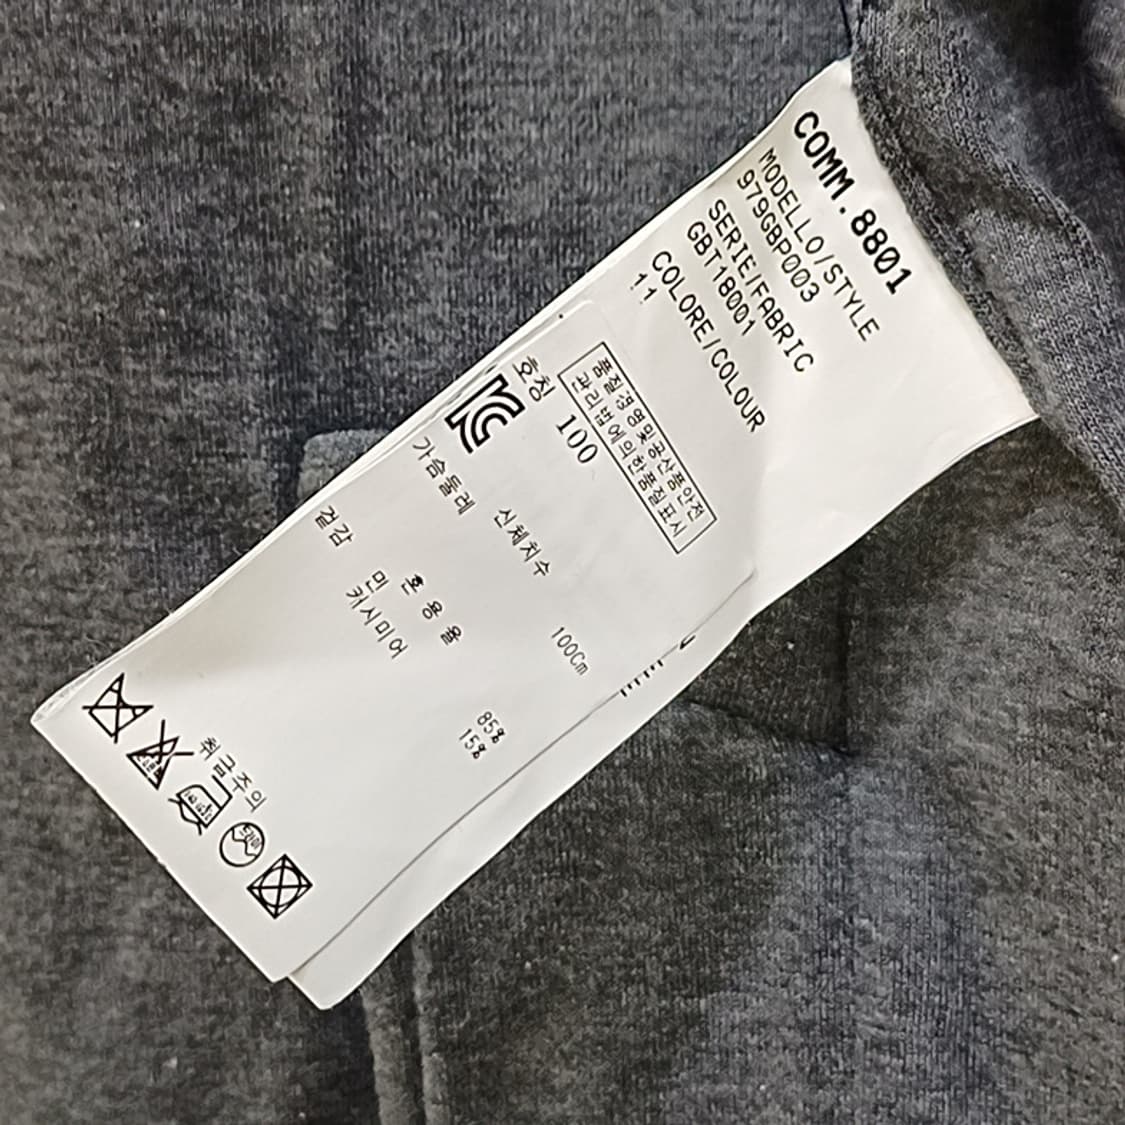 COMM.8801
MODELLO/STYLE
979GBP003
SERIE/FABRIC
GBT18001
COLORE/COLOUR
11
품질경영및공산품안전
관리법에의한품질표시
호칭 100
신체치수
가슴둘레 100Cm
혼용율
겉감 면 85%
캐시미어 15%
취급주의